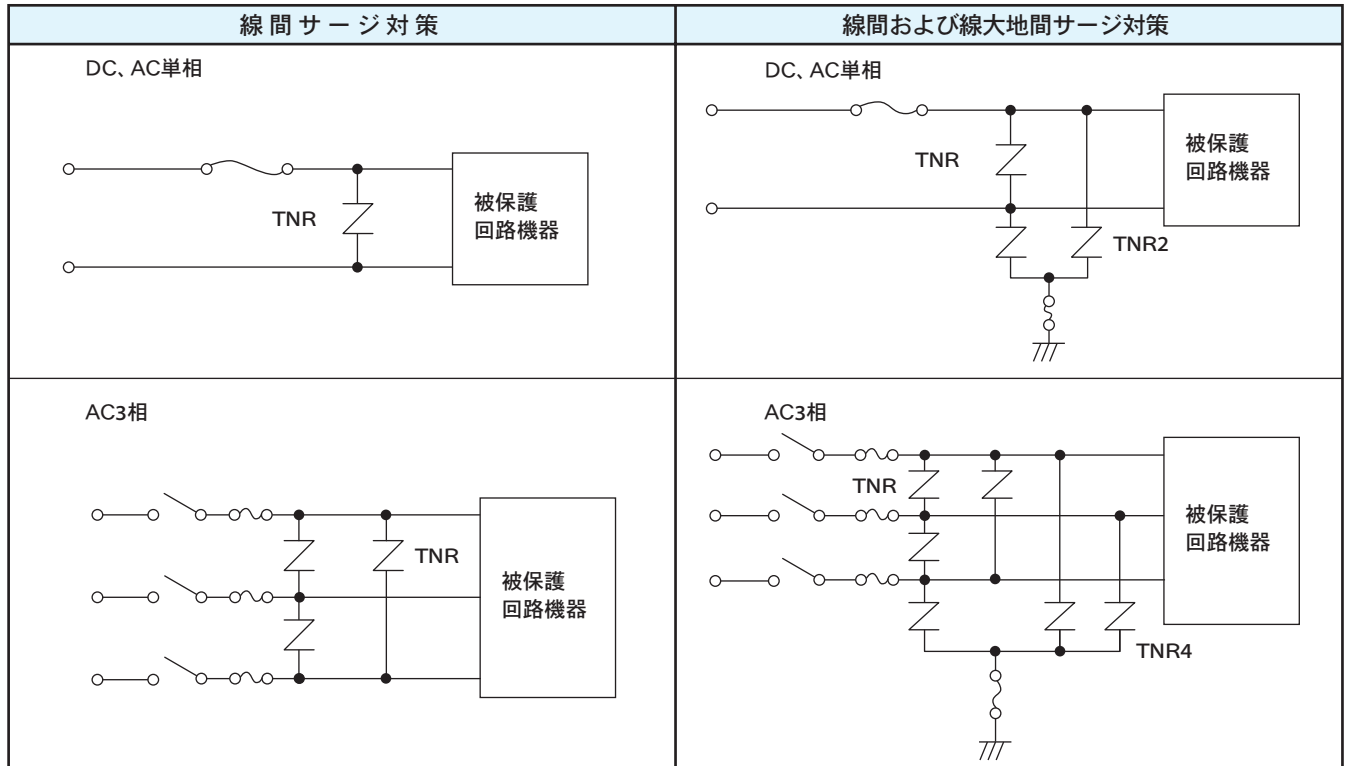 線間サージ対策
線間および線大地間サージ対策
DC、AC単相
TNR
被保護
回路機器
DC、AC単相
TNR
TNR2
被保護
回路機器
AC3相
TNR
被保護
回路機器
AC3相
TNR
TNR4
被保護
回路機器